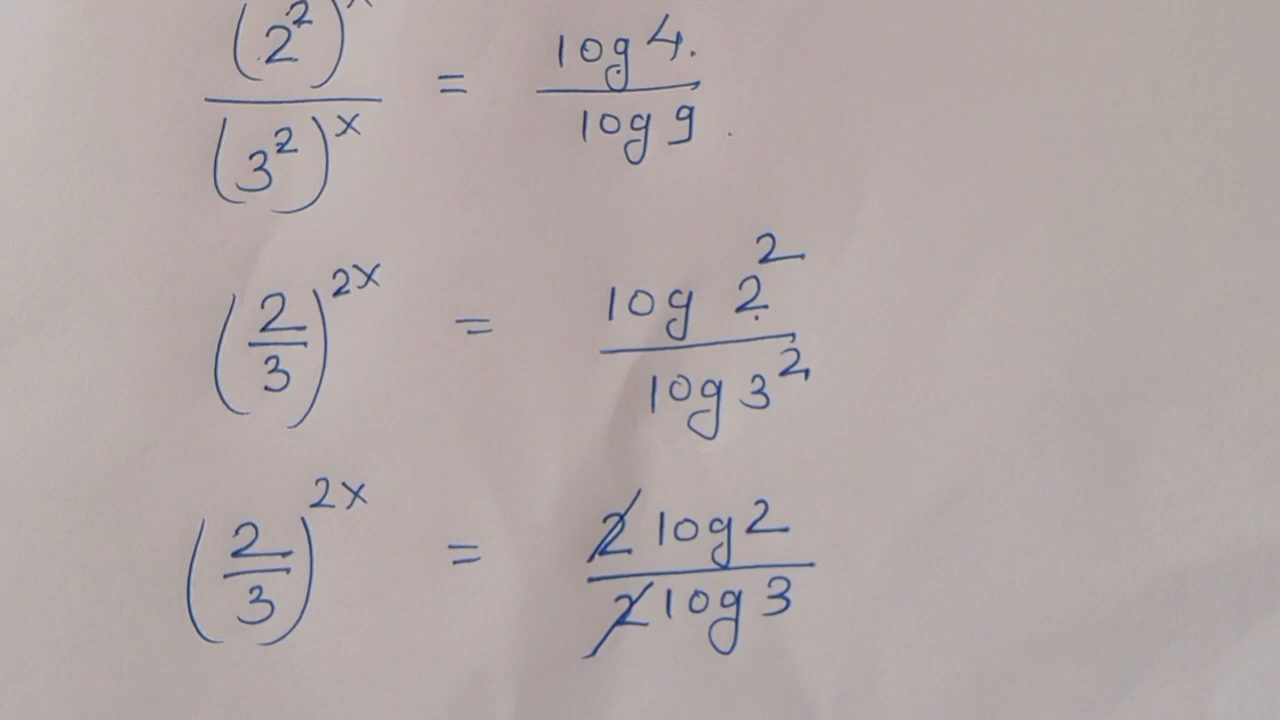 (2²)ˣ / (3²)ˣ = log 4. / log 9.
(2/3)²ˣ = log 2² / log 3²
(2/3)²ˣ = 2 log 2 / 2 log 3